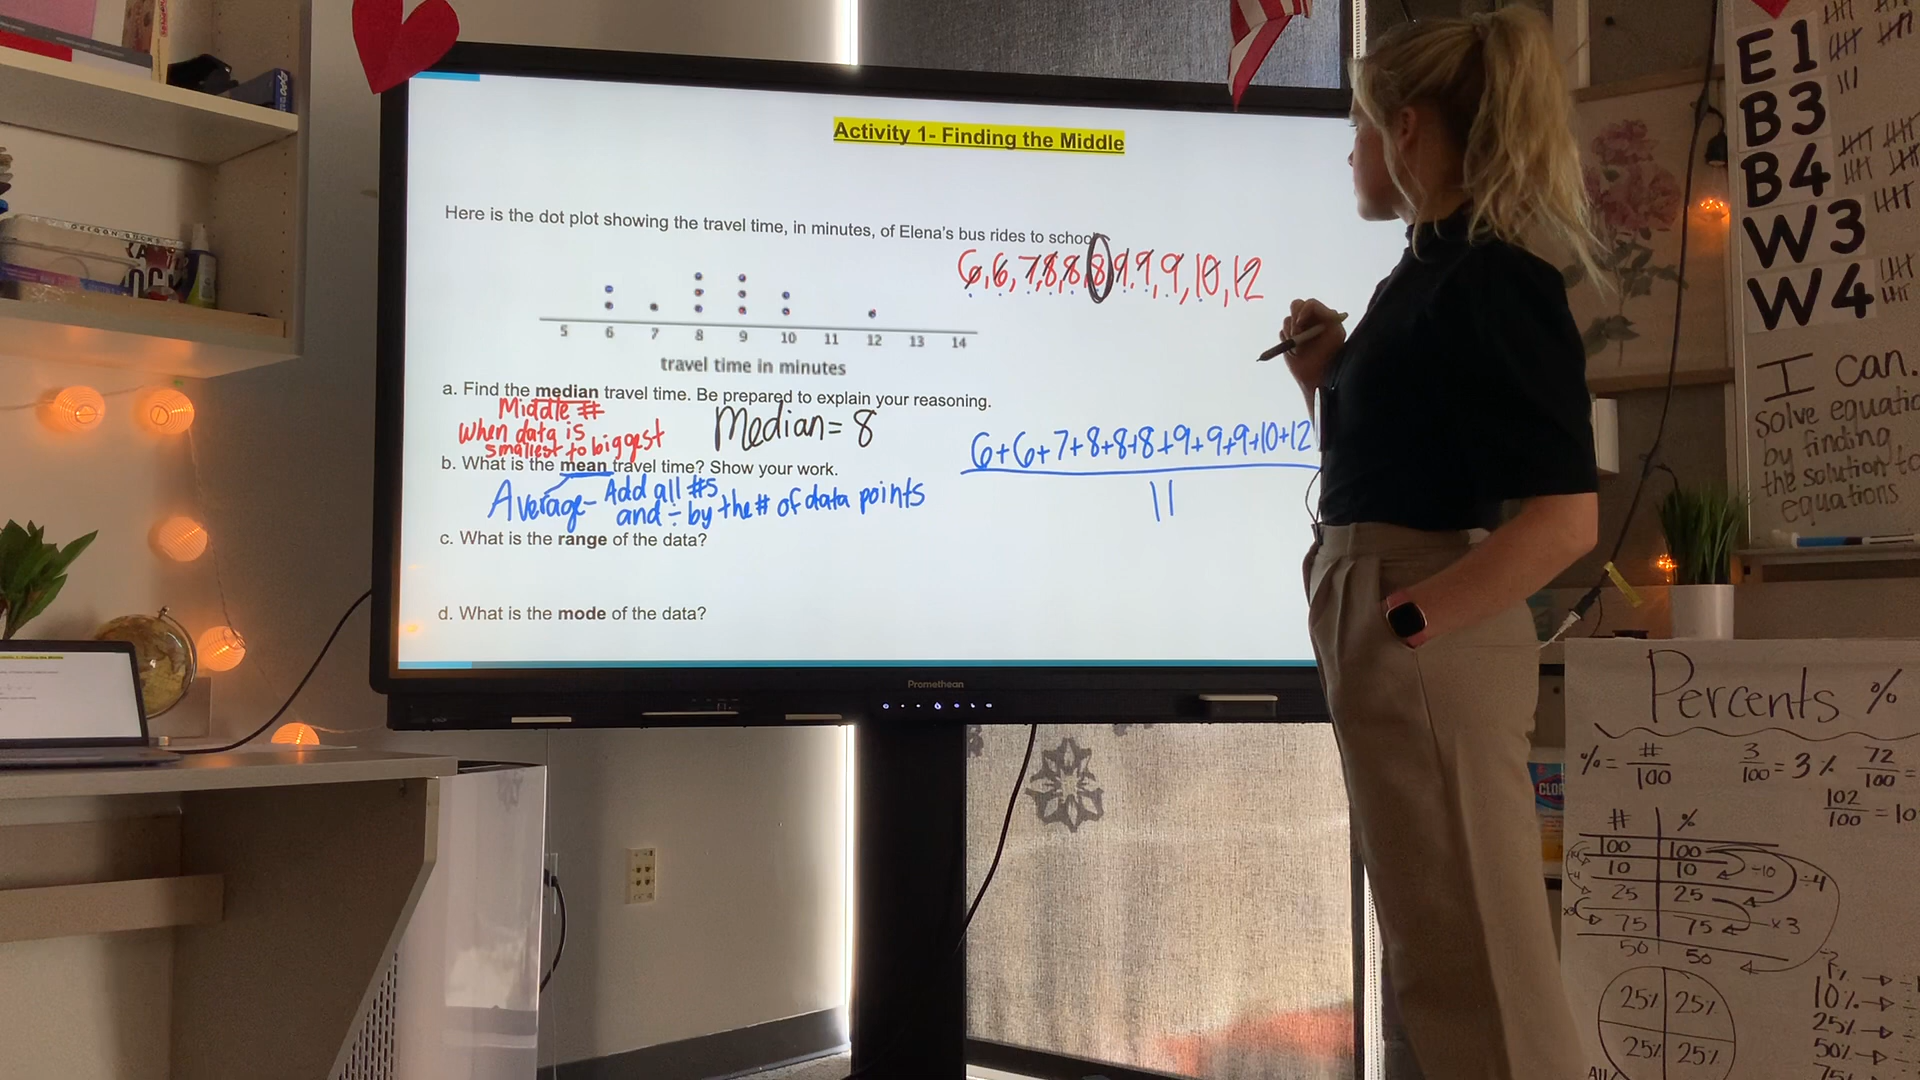 Activity 1- Finding the Middle
Here is the dot plot showing the travel time, in minutes, of Elena's bus rides to school
6,6,7,8,8,8,9,9,9,10,12
5 6 7 8 9 10 11 12 13 14
travel time in minutes
a. Find the median travel time. Be prepared to explain your reasoning.
Middle #
when data is
smallest to biggest
Median = 8
b. What is the mean travel time? Show your work.
Average- Add all #s
and ÷ by the # of data points
6+6+7+8+8+8+9+9+9+10+12
11
c. What is the range of the data?
d. What is the mode of the data?
Promethean
E1
B3
B4
W3
W4
I can
solve equatio
by finding
the solution to
equations
Percents %
% = #/100
3/100 = 3%
72/100 =
102/100 = 10
# %
100 100
10 10
25 25
75 75
50 50
÷10
÷4
x3
25% 25%
25% 25%
10%
25%
50%
75%
All
CLO